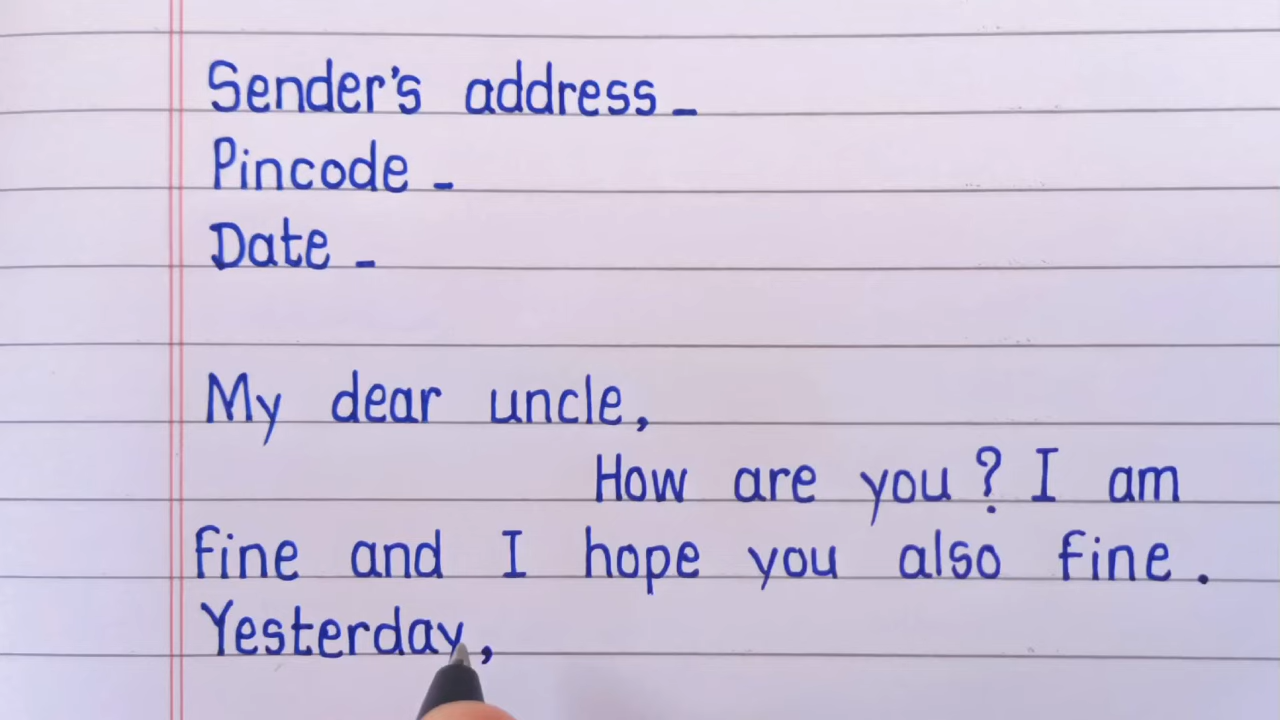 Sender's address -
Pincode -
Date -
My dear uncle,
How are you? I am
fine and I hope you also fine.
Yesterday,